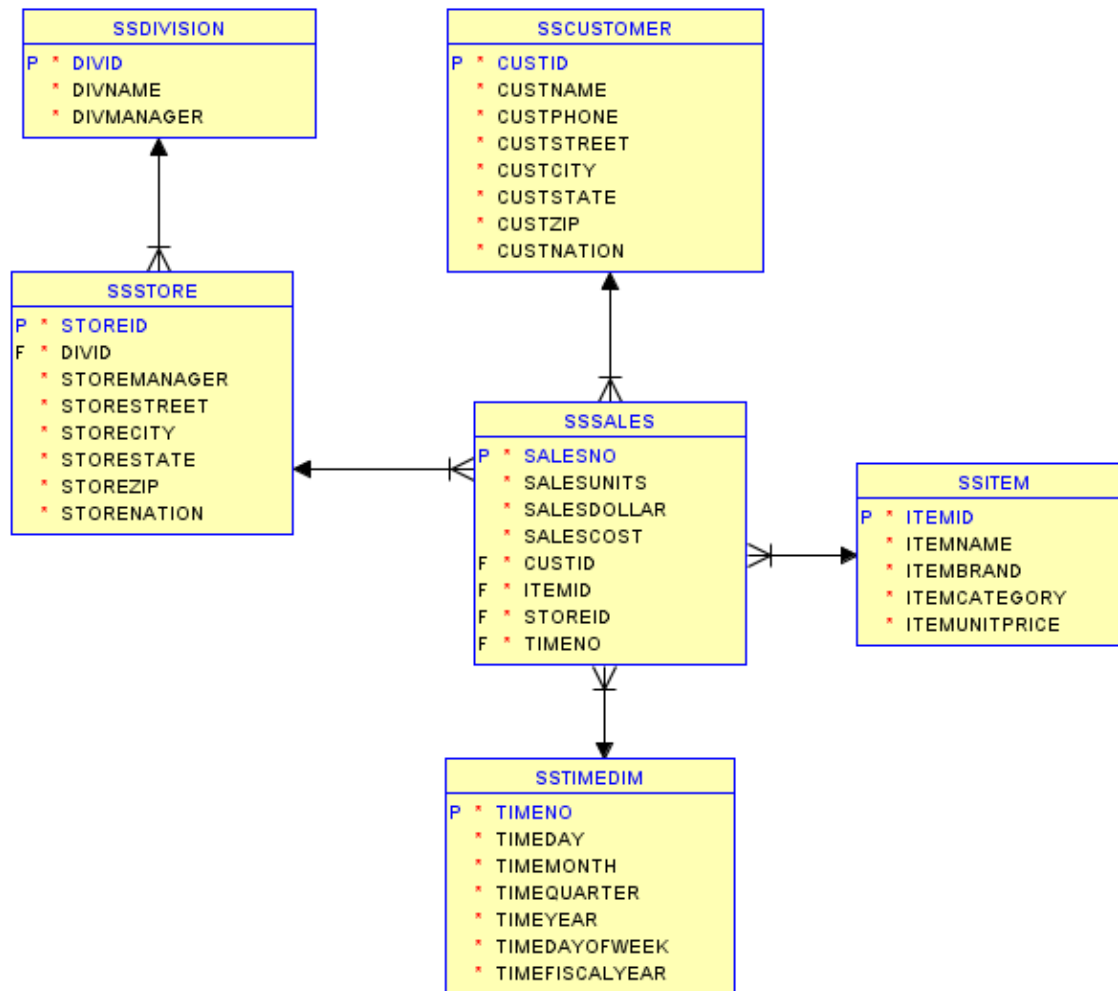 SSDIVISION
P * DIVID
* DIVNAME
* DIVMANAGER
SSCUSTOMER
P * CUSTID
* CUSTNAME
* CUSTPHONE
* CUSTSTREET
* CUSTCITY
* CUSTSTATE
* CUSTZIP
* CUSTNATION
SSSTORE
P * STOREID
F * DIVID
* STOREMANAGER
* STORESTREET
* STORECITY
* STORESTATE
* STOREZIP
* STORENATION
SSSALES
P * SALESNO
* SALESUNITS
* SALESDOLLAR
* SALESCOST
F * CUSTID
F * ITEMID
F * STOREID
F * TIMENO
SSITEM
P * ITEMID
* ITEMNAME
* ITEMBRAND
* ITEMCATEGORY
* ITEMUNITPRICE
SSTIMEDIM
P * TIMENO
* TIMEDAY
* TIMEMONTH
* TIMEQUARTER
* TIMEYEAR
* TIMEDAYOFWEEK
* TIMEFISCALYEAR